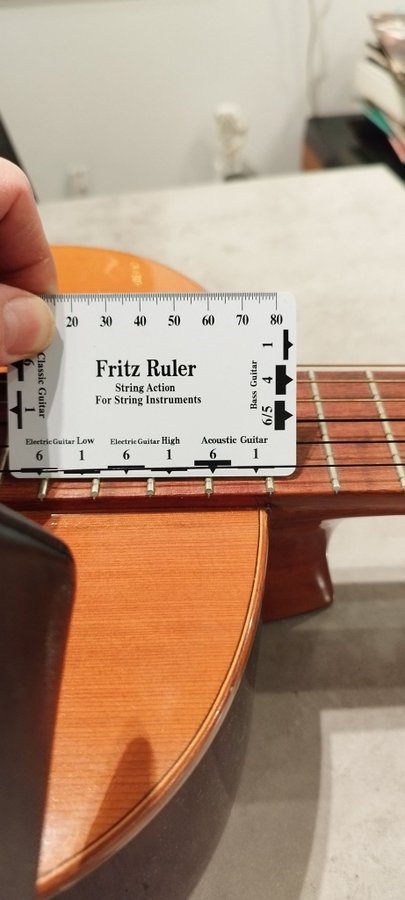 20 30 40 50 60 70 80
Fritz Ruler
String Action
For String Instruments
Classic Guitar
6 1
Bass Guitar
1 4 6/5
Electric Guitar Low Electric Guitar High Acoustic Guitar
6 1 6 1 6 1